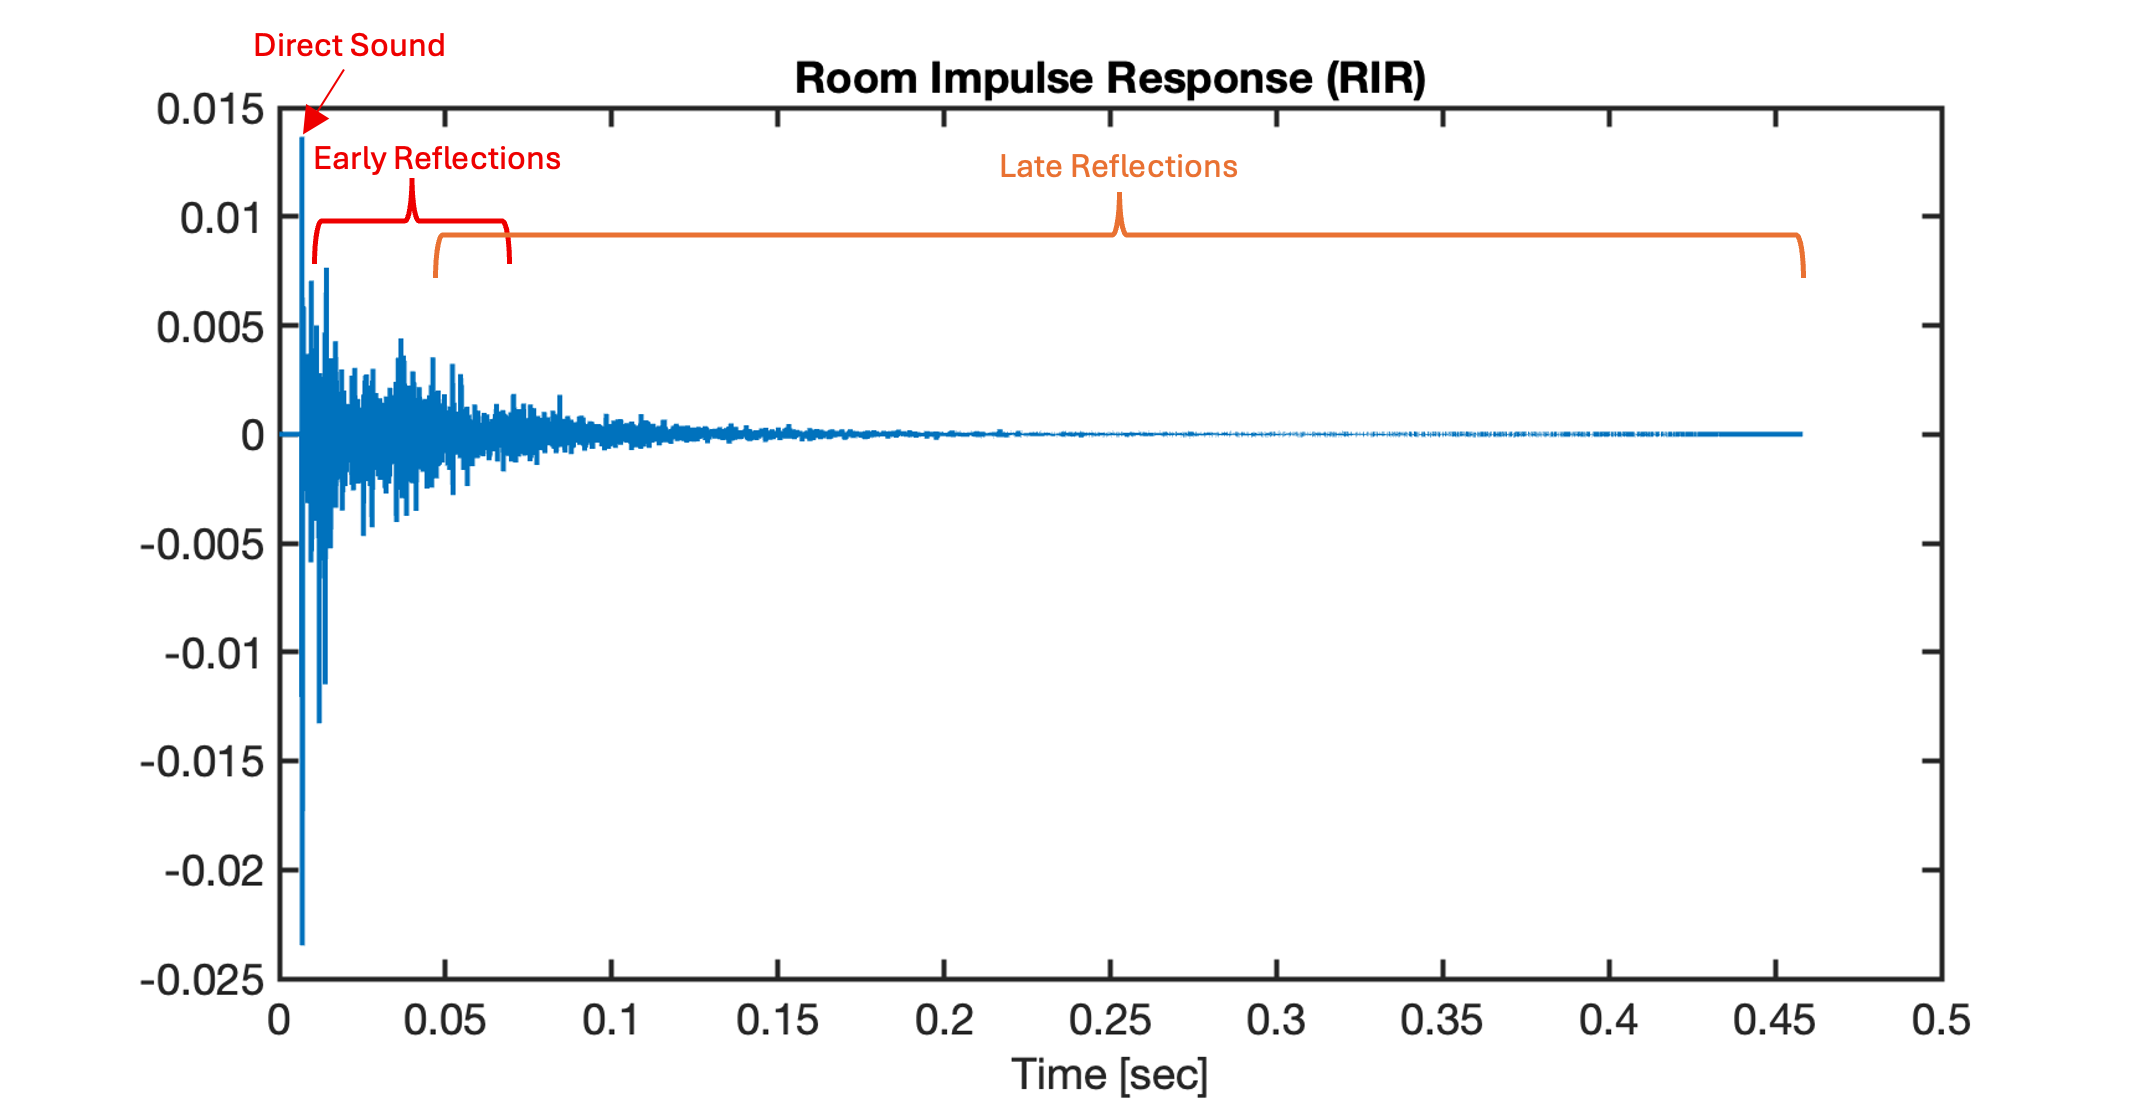 Direct Sound
Room Impulse Response (RIR)
0.015
Early Reflections
Late Reflections
0.01
0.005
0
-0.005
-0.01
-0.015
-0.02
-0.025
0 0.05 0.1 0.15 0.2 0.25 0.3 0.35 0.4 0.45 0.5
Time [sec]